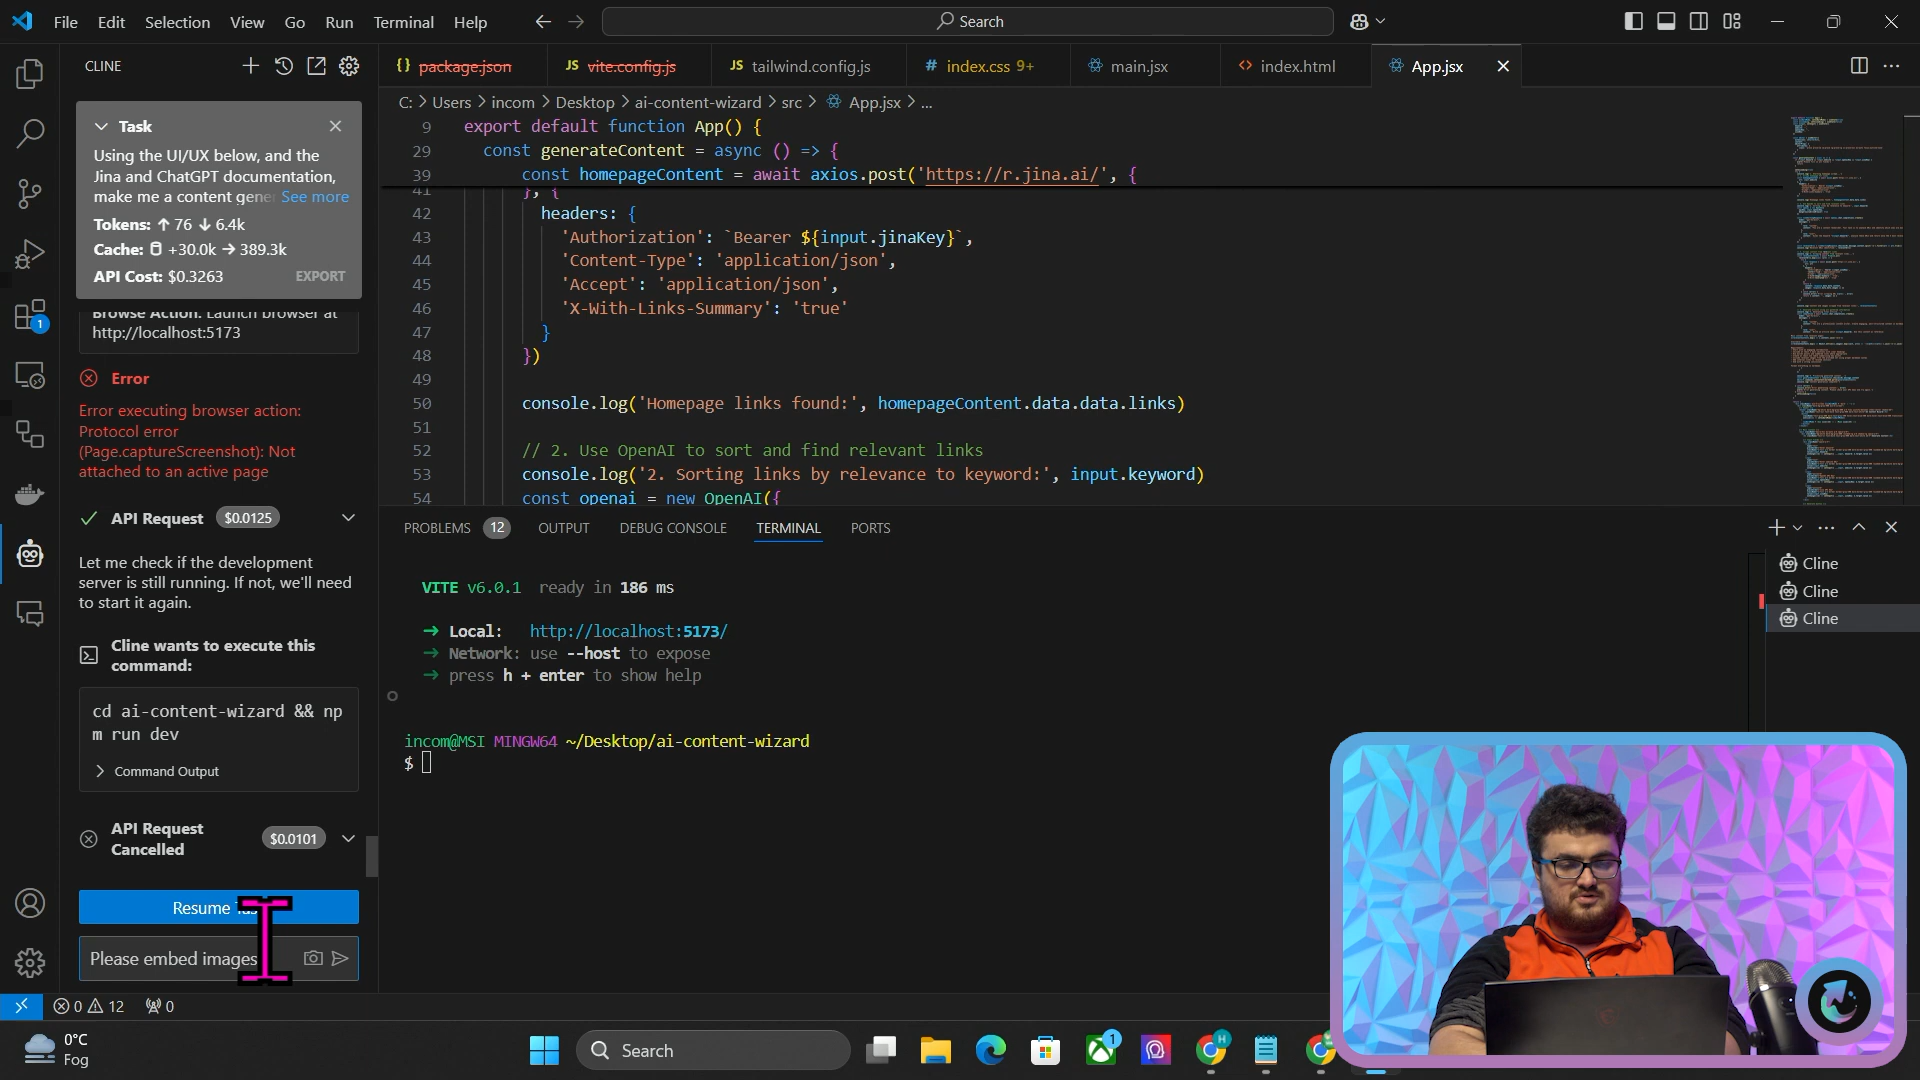 File Edit Selection View Go Run Terminal Help
Search
CLINE
Task
Using the UI/UX below, and the
Jina and ChatGPT documentation,
make me a content gene See more
Tokens: ↑ 76 ↓ 6.4k
Cache: +30.0k → 389.3k
API Cost: $0.3263 EXPORT
Browse Action: Launch browser at
http://localhost:5173
Error
Error executing browser action:
Protocol error
(Page.captureScreenshot): Not
attached to an active page
API Request $0.0125
Let me check if the development
server is still running. If not, we'll need
to start it again.
Cline wants to execute this
command:
cd ai-content-wizard && np
m run dev
Command Output
API Request
Cancelled
$0.0101
Resume
Please embed images
{} package.json
JS vite.config.js
JS tailwind.config.js
# index.css 9+
main.jsx
<> index.html
App.jsx
C: > Users > incom > Desktop > ai-content-wizard > src > App.jsx > ...
9 export default function App() {
29 const generateContent = async () => {
39 const homepageContent = await axios.post('https://r.jina.ai/', {
41 }, {
42 headers: {
43 'Authorization': `Bearer ${input.jinaKey}`,
44 'Content-Type': 'application/json',
45 'Accept': 'application/json',
46 'X-With-Links-Summary': 'true'
47 }
48 })
49
50 console.log('Homepage links found:', homepageContent.data.data.links)
51
52 // 2. Use OpenAI to sort and find relevant links
53 console.log('2. Sorting links by relevance to keyword:', input.keyword)
54 const openai = new OpenAI({
PROBLEMS 12 OUTPUT DEBUG CONSOLE TERMINAL PORTS
VITE v6.0.1 ready in 186 ms
→ Local: http://localhost:5173/
→ Network: use --host to expose
→ press h + enter to show help
incom@MSI MINGW64 ~/Desktop/ai-content-wizard
$
Cline
Cline
Cline
1
0 12 0
0°C
Fog
Search
1
H